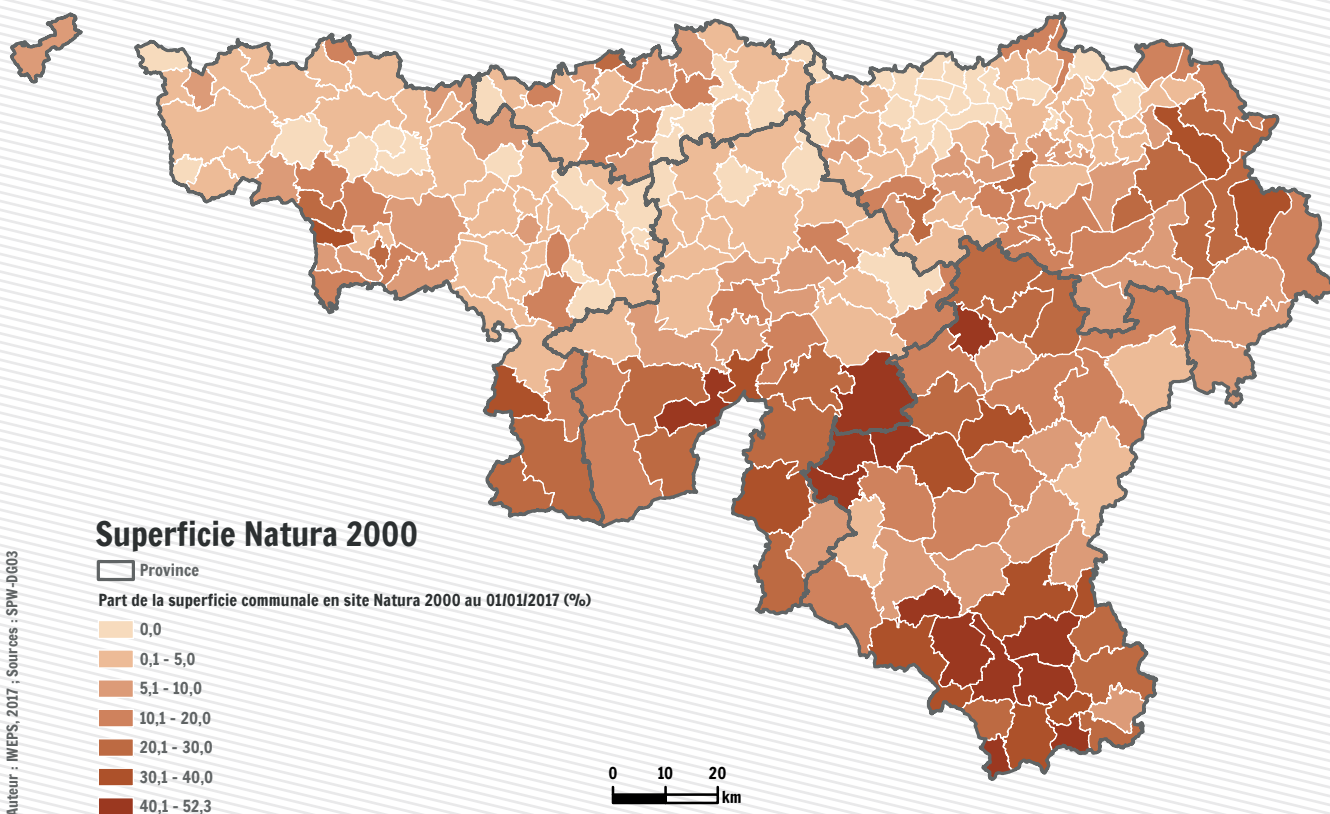 Superficie Natura 2000
Province
Part de la superficie communale en site Natura 2000 au 01/01/2017 (%)
0,0
0,1 - 5,0
5,1 - 10,0
10,1 - 20,0
20,1 - 30,0
30,1 - 40,0
40,1 - 52,3
0 10 20
km
Auteur : IWEPS, 2017 ; Sources : SPW-DGO3